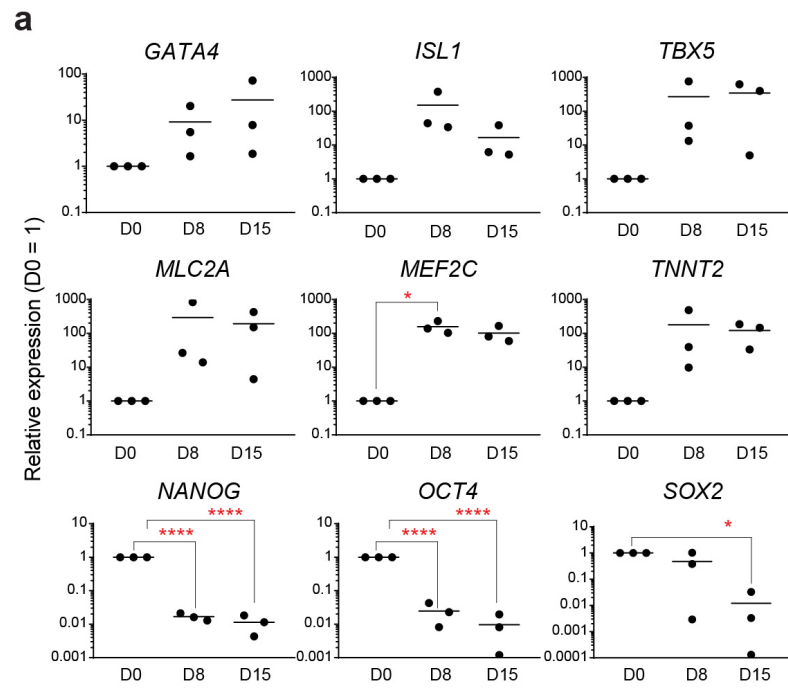 a
GATA4 ISL1 TBX5
100 1000 1000
10 100 100
1 10 10
0.1 1 1
0.1 0.1
D0 D8 D15 D0 D8 D15 D0 D8 D15
Relative expression (D0 = 1)
MLC2A MEF2C TNNT2
1000 1000 1000
*
100 100 100
10 10 10
1 1 1
0.1 0.1 0.1
D0 D8 D15 D0 D8 D15 D0 D8 D15
NANOG OCT4 SOX2
10 10 10
**** **** *
**** ****
1 1 1
0.1 0.1 0.1
0.01 0.01 0.01
0.001 0.001 0.001
0.0001
D0 D8 D15 D0 D8 D15 D0 D8 D15